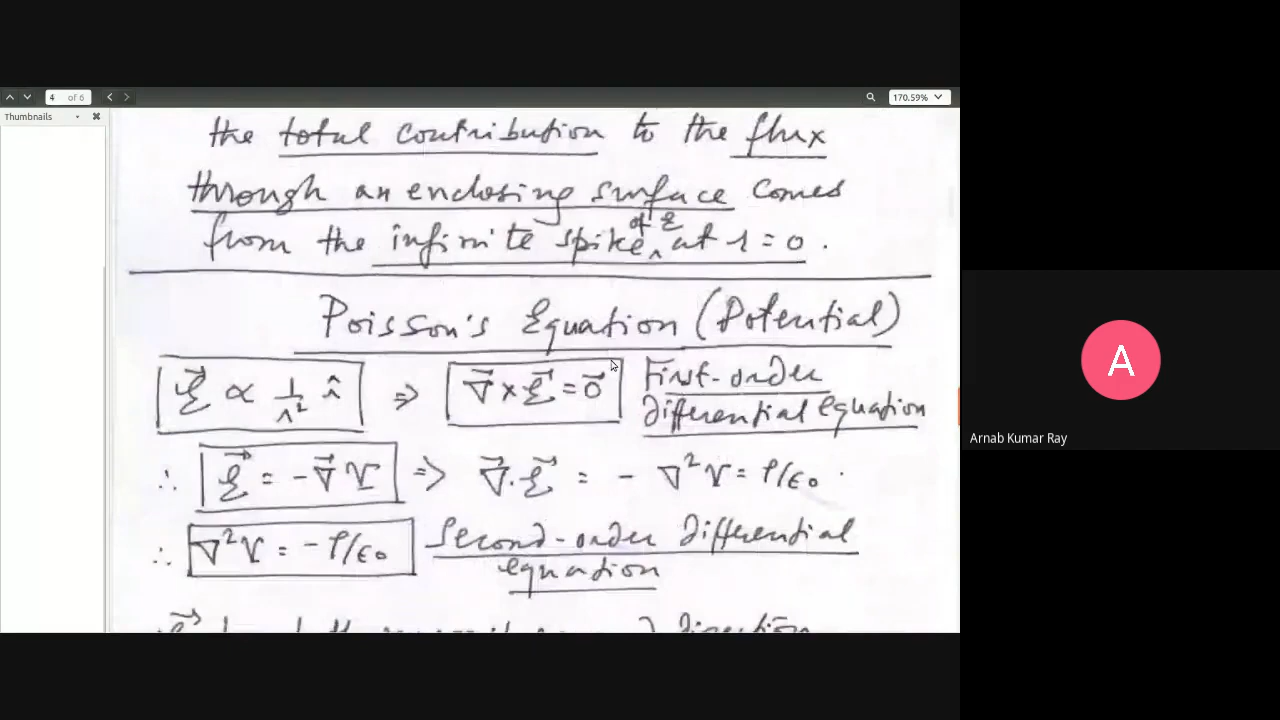 4 of 6
170.59%
Thumbnails
the total contribution to the flux
through an enclosing surface comes
from the infinite spike of ℰ at r = 0 .
Poisson's Equation (Potential)
ℰ⃗ ∝ 1/r² r̂ ⇒ ∇⃗ × ℰ⃗ = 0⃗ First-order
differential equation
∴ ℰ⃗ = - ∇⃗ V ⇒ ∇⃗ · ℰ⃗ = - ∇²V = ρ/ϵ₀ .
∴ ∇²V = - ρ/ϵ₀ Second-order differential
equation
direction
A
Arnab Kumar Ray